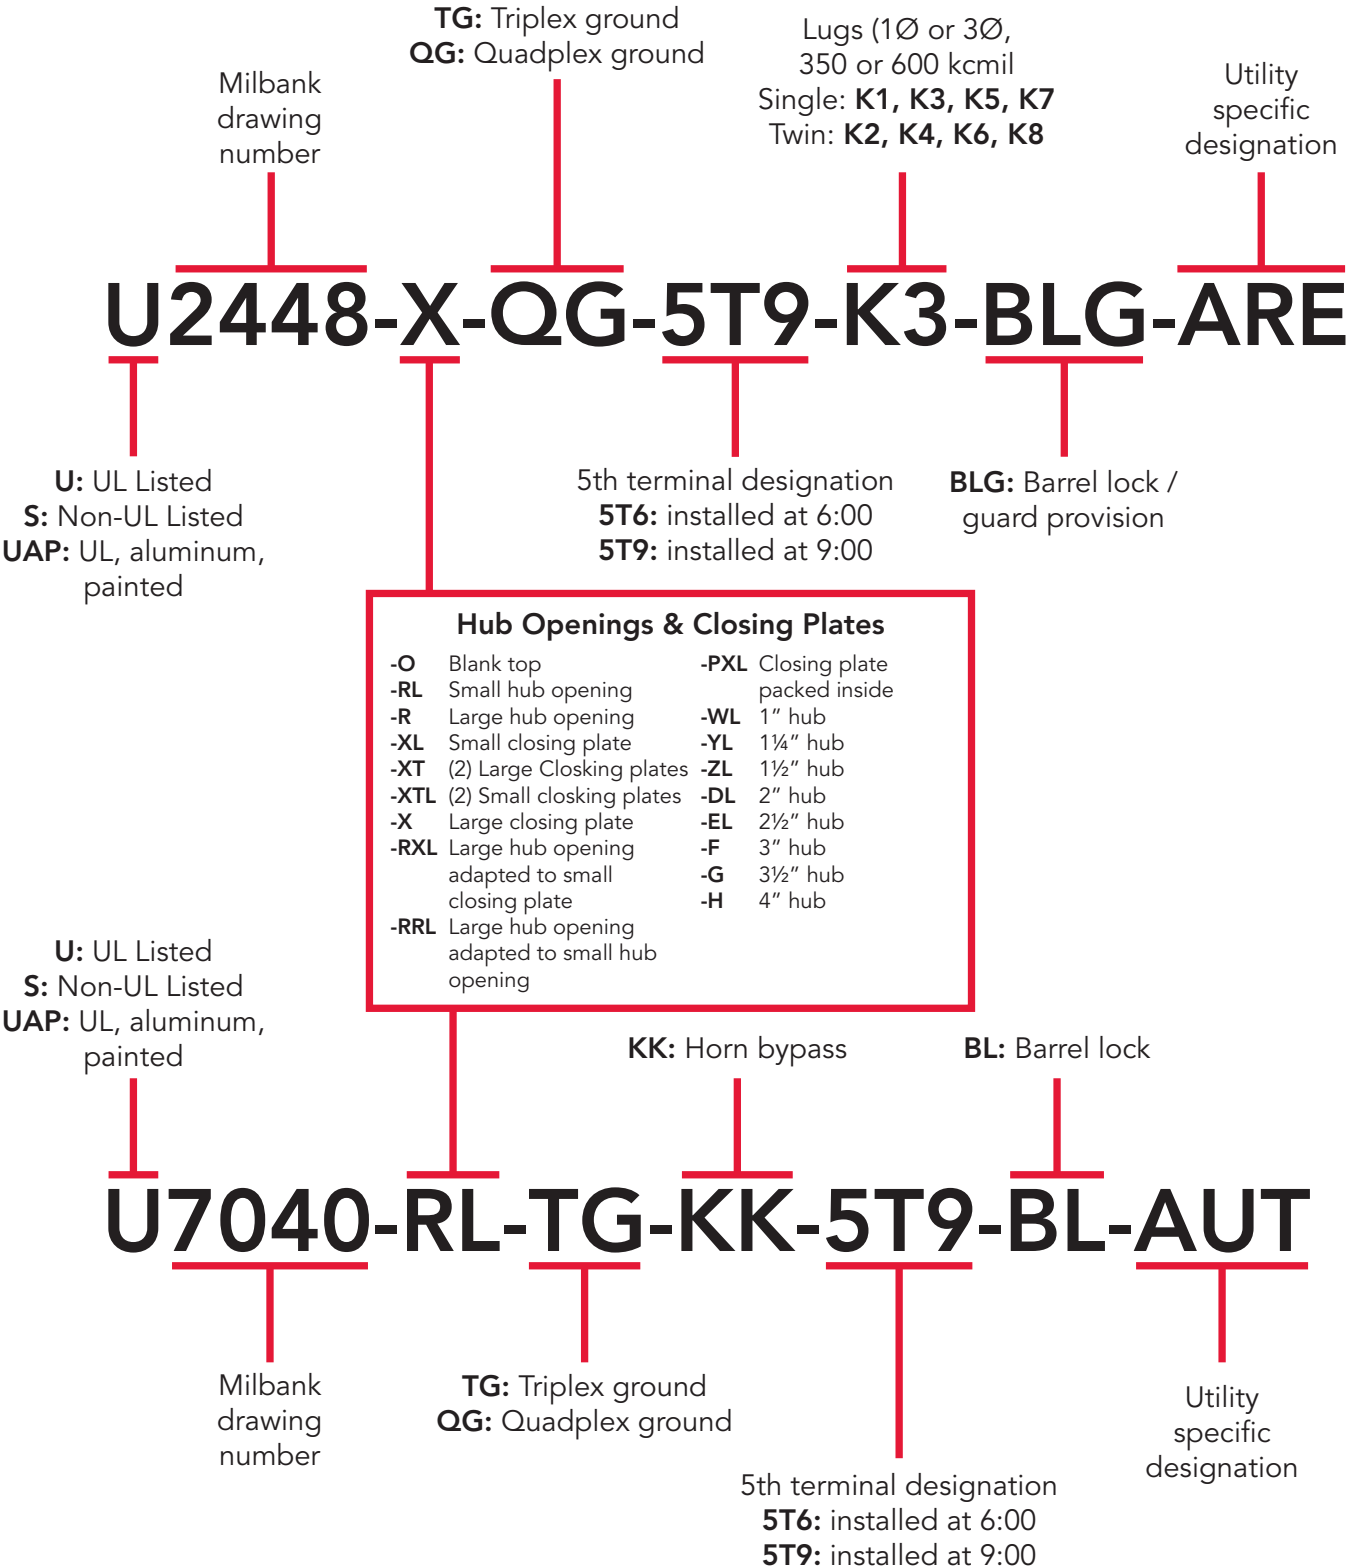 TG: Triplex ground
QG: Quadplex ground
Lugs (1Ø or 3Ø,
350 or 600 kcmil
Single: K1, K3, K5, K7
Twin: K2, K4, K6, K8
Milbank
drawing
number
Utility
specific
designation
U2448-X-QG-5T9-K3-BLG-ARE
U: UL Listed
S: Non-UL Listed
UAP: UL, aluminum,
painted
5th terminal designation
5T6: installed at 6:00
5T9: installed at 9:00
BLG: Barrel lock /
guard provision
Hub Openings & Closing Plates
-O Blank top
-RL Small hub opening
-R Large hub opening
-XL Small closing plate
-XT (2) Large Closking plates
-XTL (2) Small closking plates
-X Large closing plate
-RXL Large hub opening
adapted to small
closing plate
-RRL Large hub opening
adapted to small hub
opening
-PXL Closing plate
packed inside
-WL 1” hub
-YL 1¼” hub
-ZL 1½” hub
-DL 2” hub
-EL 2½” hub
-F 3” hub
-G 3½” hub
-H 4” hub
U: UL Listed
S: Non-UL Listed
UAP: UL, aluminum,
painted
KK: Horn bypass
BL: Barrel lock
U7040-RL-TG-KK-5T9-BL-AUT
Milbank
drawing
number
TG: Triplex ground
QG: Quadplex ground
5th terminal designation
5T6: installed at 6:00
5T9: installed at 9:00
Utility
specific
designation